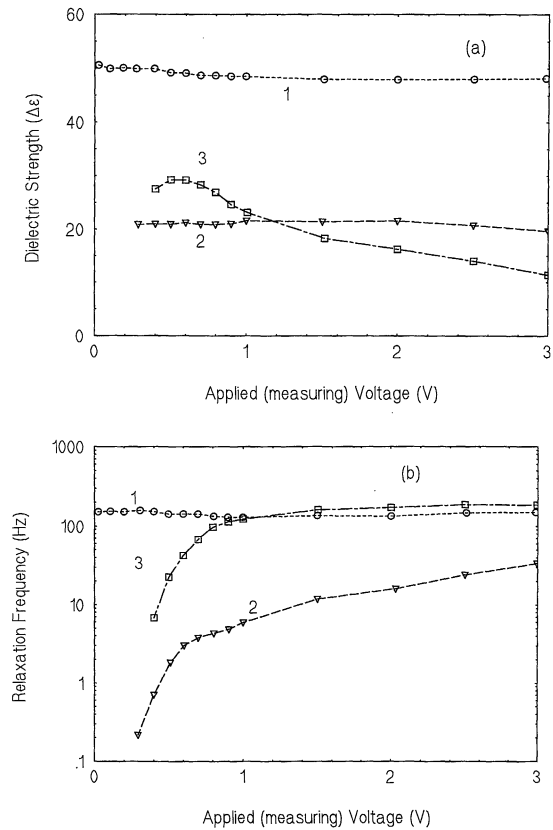 60
(a)
40
20
0
Dielectric Strength (Δε)
1
3
2
0 1 2 3
Applied (measuring) Voltage (V)
1000
(b)
100
10
1
.1
Relaxation Frequency (Hz)
1
3
2
0 1 2 3
Applied (measuring) Voltage (V)